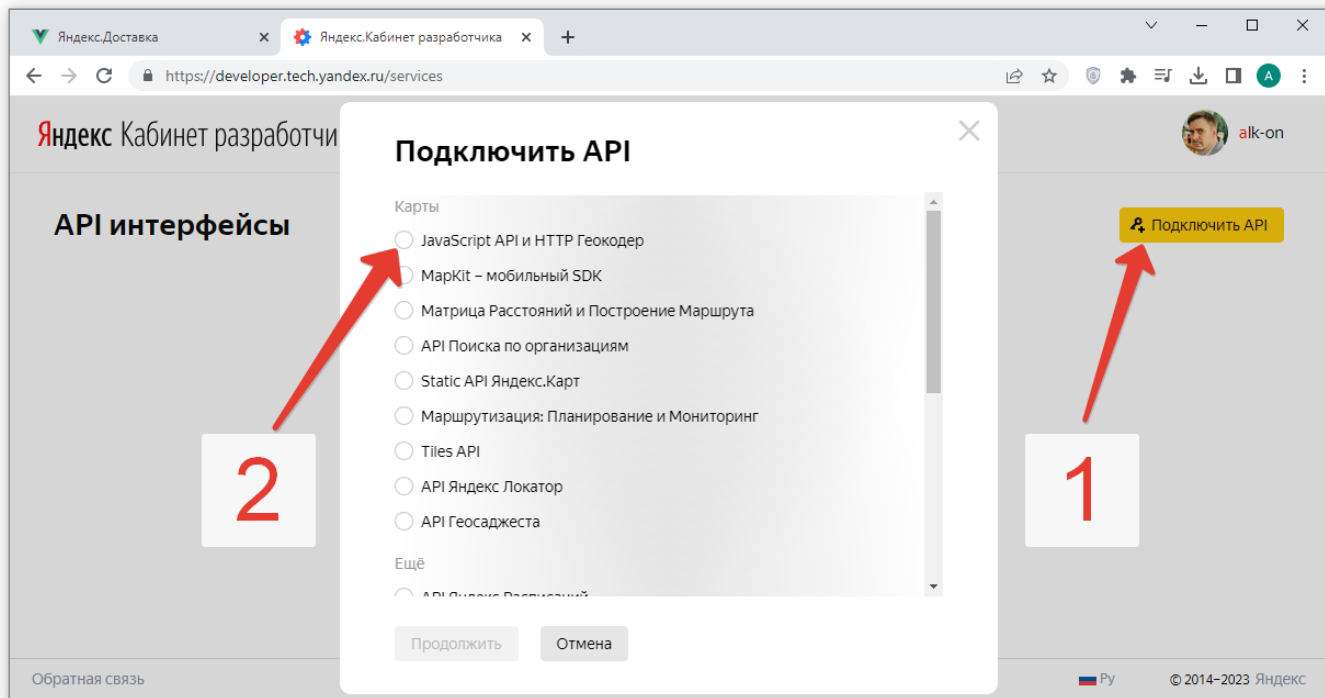 Яндекс.Доставка
Яндекс.Кабинет разработчика
https://developer.tech.yandex.ru/services
A
Яндекс Кабинет разработчи
alk-on
Подключить API
API интерфейсы
Подключить API
Карты
JavaScript API и HTTP Геокодер
MapKit – мобильный SDK
Матрица Расстояний и Построение Маршрута
API Поиска по организациям
Static API Яндекс.Карт
Маршрутизация: Планирование и Мониторинг
Tiles API
API Яндекс Локатор
API Геосаджеста
Ещё
API Яндекс Расписаний
2
1
Продолжить
Отмена
Обратная связь
Ру
© 2014–2023 Яндекс